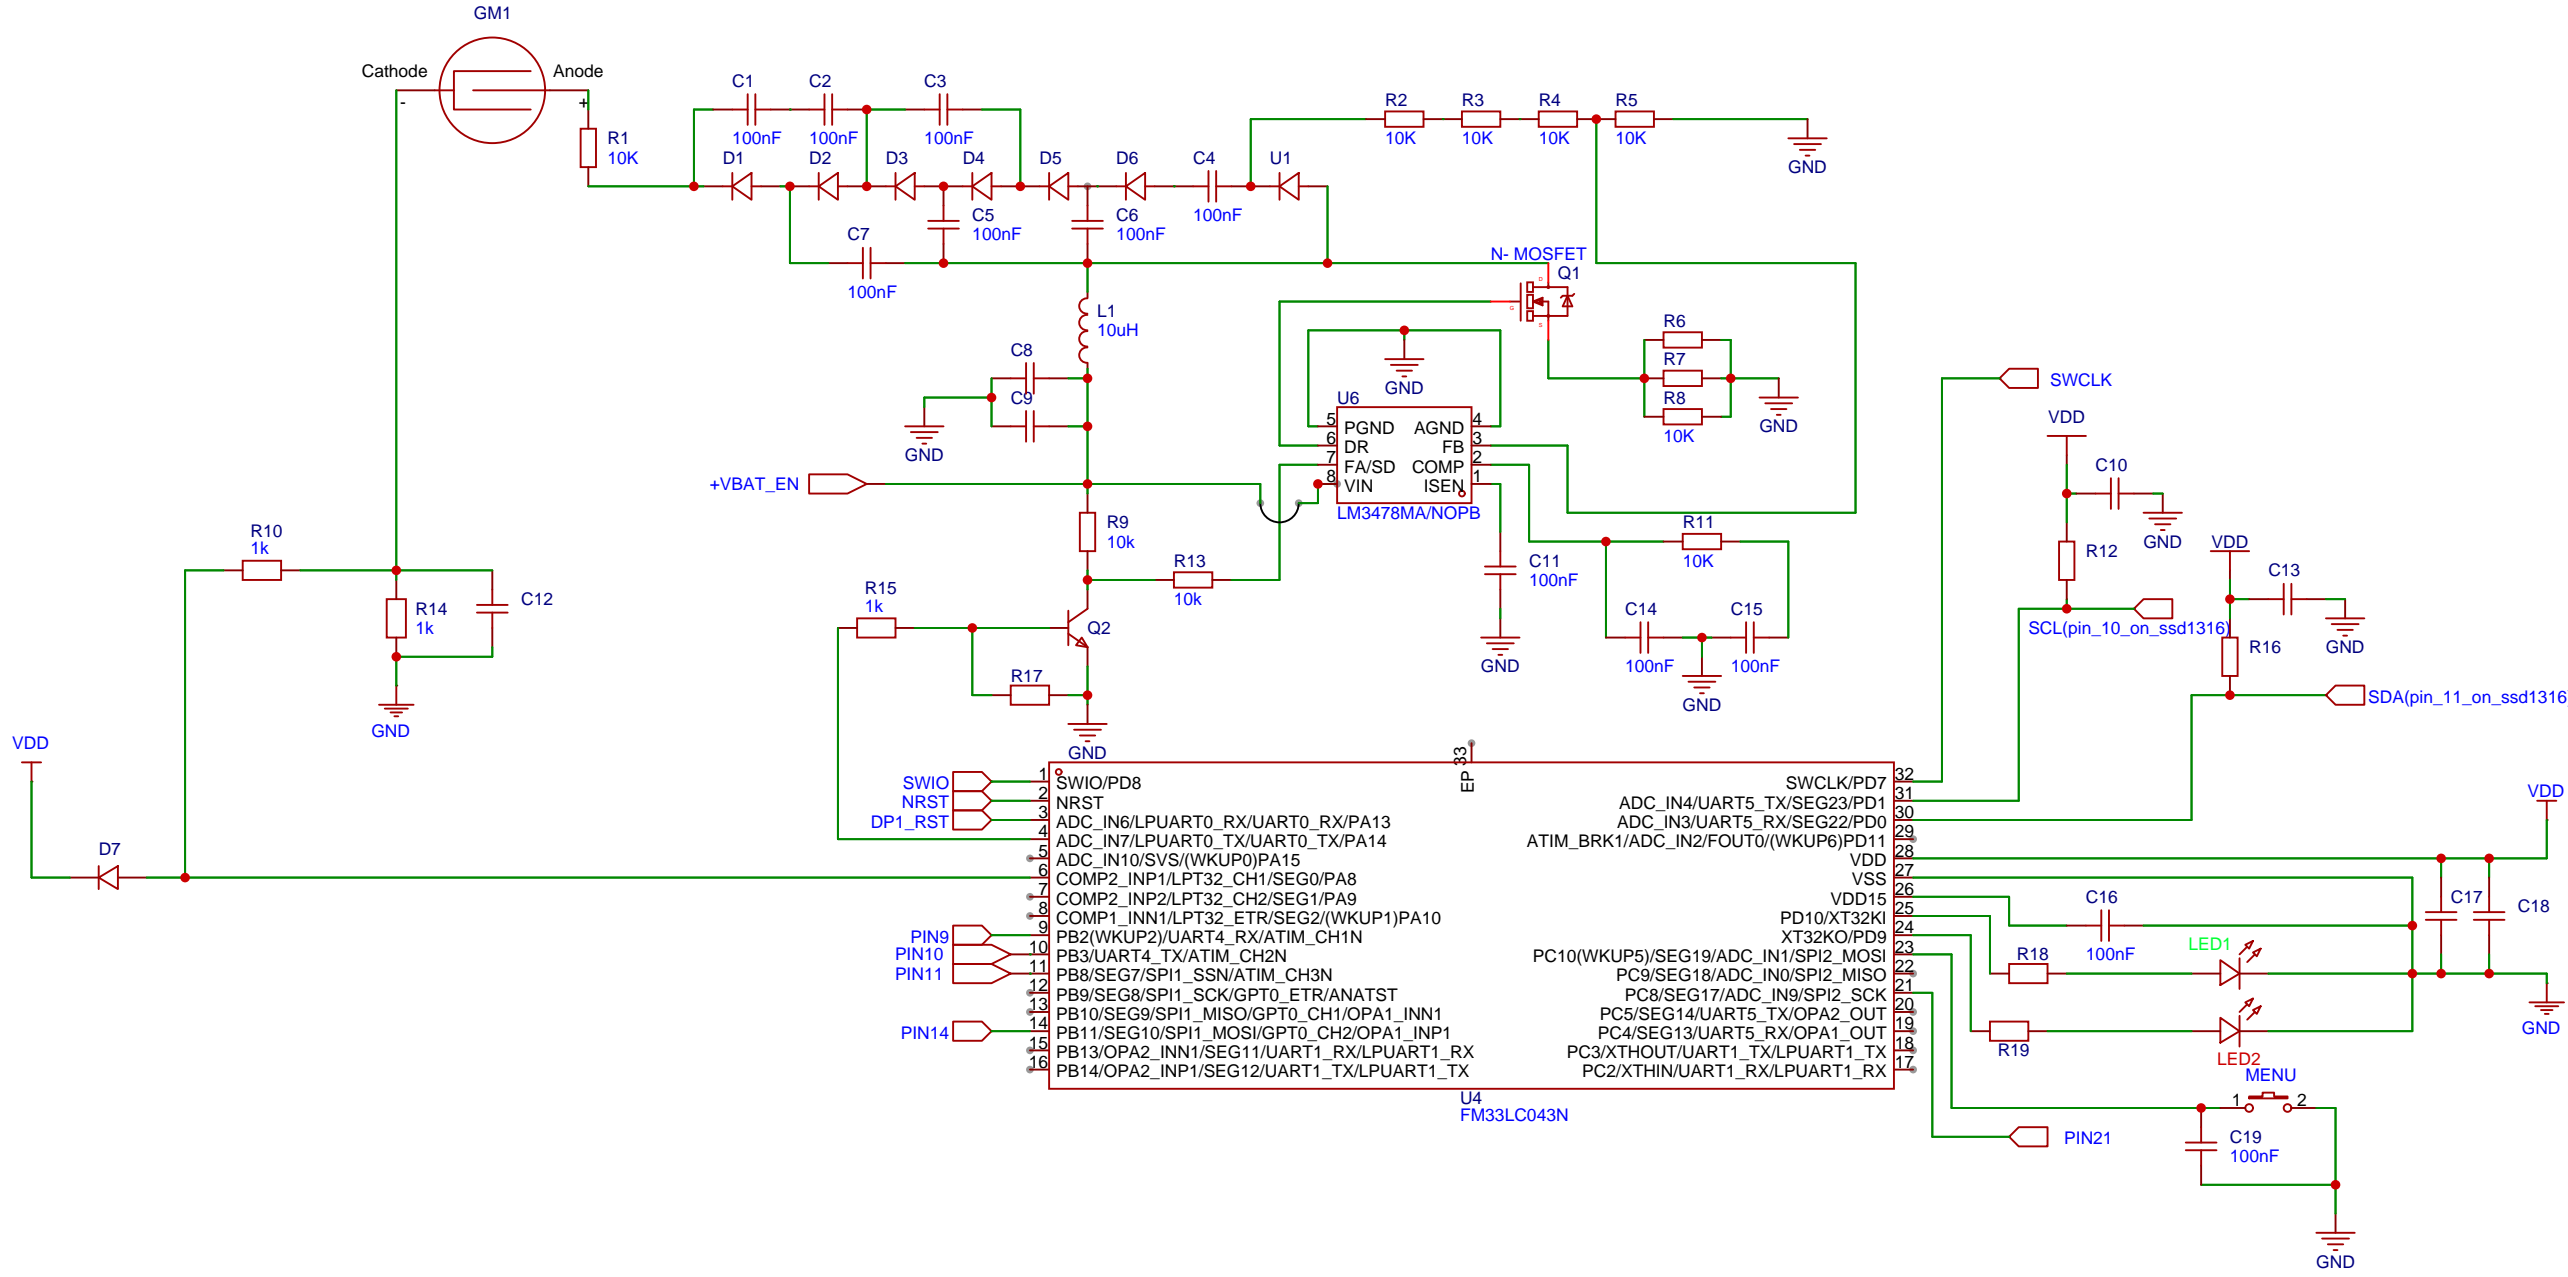 GM1
Cathode
Anode
-
+
R1
10K
C1
100nF
C2
100nF
C3
100nF
D1
D2
D3
D4
D5
D6
C4
100nF
U1
R2
10K
R3
10K
R4
10K
R5
10K
GND
C5
100nF
C6
100nF
C7
100nF
N- MOSFET
Q1
D
G
S
L1
10uH
C8
C9
GND
GND
R6
R7
R8
10K
GND
U6
5 PGND
6 DR
7 FA/SD
8 VIN
AGND 4
FB 3
COMP 2
ISEN 1
LM3478MA/NOPB
+VBAT_EN
R9
10k
R13
10k
R15
1k
Q2
R17
GND
C11
100nF
GND
R11
10K
C14
100nF
C15
100nF
GND
R10
1k
R14
1k
C12
GND
VDD
D7
SWCLK
VDD
C10
GND
R12
SCL(pin_10_on_ssd1316)
VDD
C13
GND
R16
SDA(pin_11_on_ssd1316
EP 33
SWIO
NRST
DP1_RST
PIN9
PIN10
PIN11
PIN14
1 SWIO/PD8
2 NRST
3 ADC_IN6/LPUART0_RX/UART0_RX/PA13
4 ADC_IN7/LPUART0_TX/UART0_TX/PA14
5 ADC_IN10/SVS/(WKUP0)PA15
6 COMP2_INP1/LPT32_CH1/SEG0/PA8
7 COMP2_INP2/LPT32_CH2/SEG1/PA9
8 COMP1_INN1/LPT32_ETR/SEG2/(WKUP1)PA10
9 PB2(WKUP2)/UART4_RX/ATIM_CH1N
10 PB3/UART4_TX/ATIM_CH2N
11 PB8/SEG7/SPI1_SSN/ATIM_CH3N
12 PB9/SEG8/SPI1_SCK/GPT0_ETR/ANATST
13 PB10/SEG9/SPI1_MISO/GPT0_CH1/OPA1_INN1
14 PB11/SEG10/SPI1_MOSI/GPT0_CH2/OPA1_INP1
15 PB13/OPA2_INN1/SEG11/UART1_RX/LPUART1_RX
16 PB14/OPA2_INP1/SEG12/UART1_TX/LPUART1_TX
SWCLK/PD7 32
ADC_IN4/UART5_TX/SEG23/PD1 31
ADC_IN3/UART5_RX/SEG22/PD0 30
ATIM_BRK1/ADC_IN2/FOUT0/(WKUP6)PD11 29
VDD 28
VSS 27
VDD15 26
PD10/XT32KI 25
XT32KO/PD9 24
PC10(WKUP5)/SEG19/ADC_IN1/SPI2_MOSI 23
PC9/SEG18/ADC_IN0/SPI2_MISO 22
PC8/SEG17/ADC_IN9/SPI2_SCK 21
PC5/SEG14/UART5_TX/OPA2_OUT 20
PC4/SEG13/UART5_RX/OPA1_OUT 19
PC3/XTHOUT/UART1_TX/LPUART1_TX 18
PC2/XTHIN/UART1_RX/LPUART1_RX 17
U4
FM33LC043N
VDD
C17
C18
C16
100nF
LED1
R18
GND
R19
LED2
MENU
1 2
PIN21
C19
100nF
GND